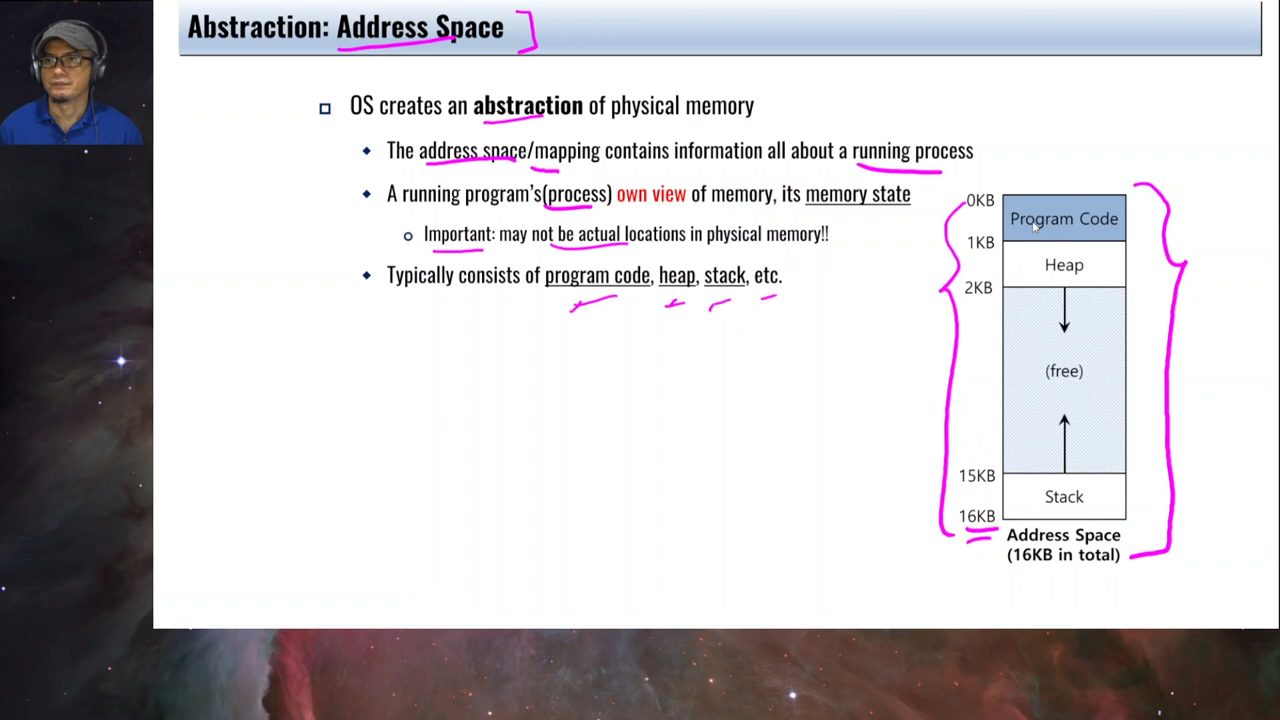 Abstraction: Address Space
OS creates an abstraction of physical memory
The address space/mapping contains information all about a running process
A running program's(process) own view of memory, its memory state
Important: may not be actual locations in physical memory!!
Typically consists of program code, heap, stack, etc.
0KB
Program Code
1KB
Heap
2KB
(free)
15KB
Stack
16KB
Address Space
(16KB in total)